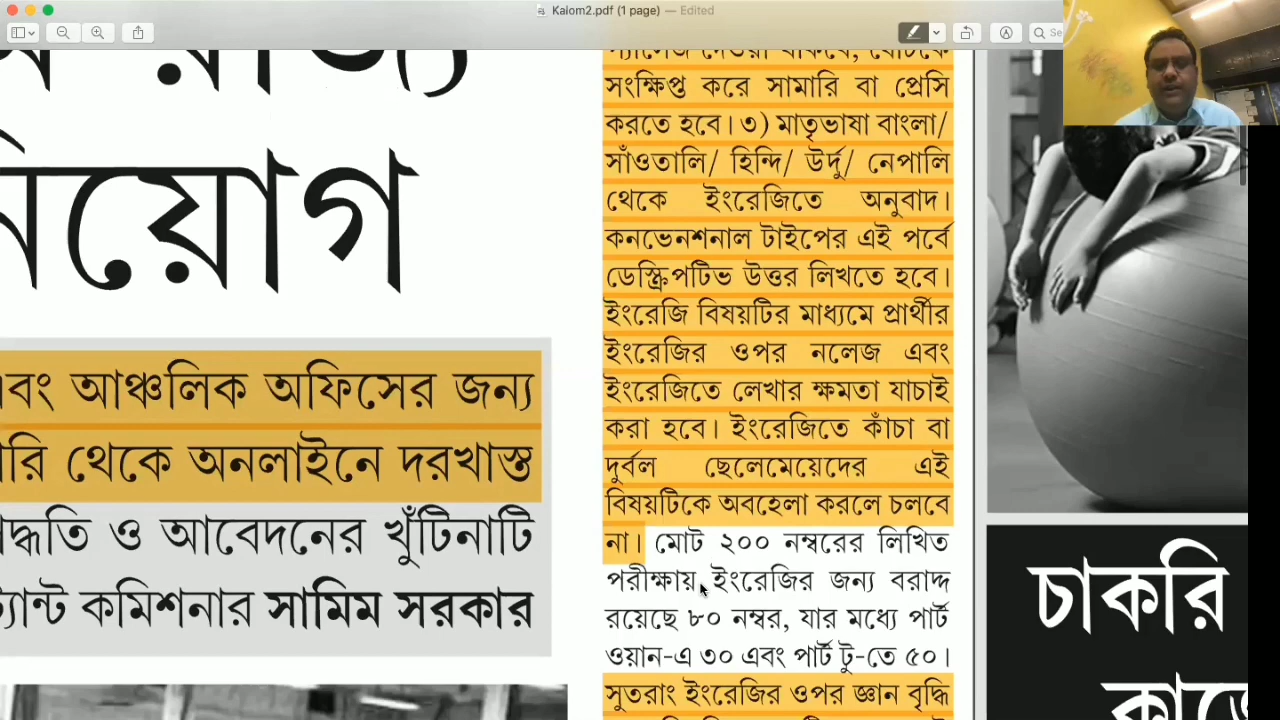 Kaiom2.pdf (1 page) — Edited
নিয়োগ
এবং আঞ্চলিক অফিসের জন্য
থেকে অনলাইনে দরখাস্ত
ও আবেদনের খুঁটিনাটি
কমিশনার সামিম সরকার
সংক্ষিপ্ত করে সামারি বা প্রেসি
করতে হবে। ৩) মাতৃভাষা বাংলা/
সাঁওতালি/ হিন্দি/ উর্দু/ নেপালি
থেকে ইংরেজিতে অনুবাদ।
কনভেনশনাল টাইপের এই পর্বে
ডেস্ক্রিপটিভ উত্তর লিখতে হবে।
ইংরেজি বিষয়টির মাধ্যমে প্রার্থীর
ইংরেজির ওপর নলেজ এবং
ইংরেজিতে লেখার ক্ষমতা যাচাই
করা হবে। ইংরেজিতে কাঁচা বা
দুর্বল ছেলেমেয়েদের এই
বিষয়টিকে অবহেলা করলে চলবে
না। মোট ২০০ নম্বরের লিখিত
পরীক্ষায় ইংরেজির জন্য বরাদ্দ
রয়েছে ৮০ নম্বর, যার মধ্যে পার্ট
ওয়ান-এ ৩০ এবং পার্ট টু-তে ৫০।
সুতরাং ইংরেজির ওপর জ্ঞান বৃদ্ধি
চাকরি